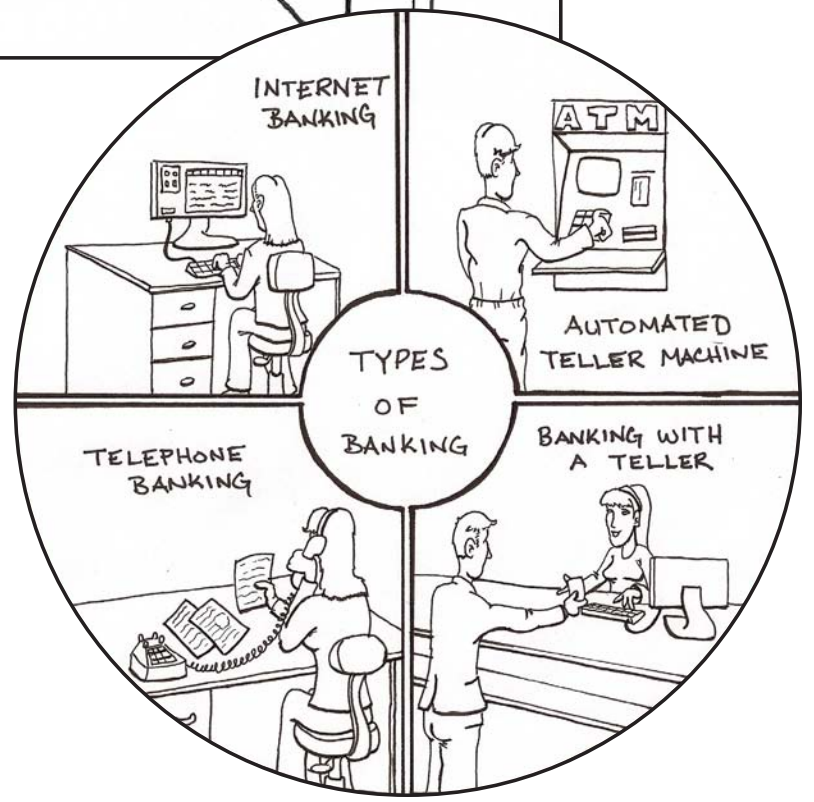 INTERNET
BANKING
ATM
AUTOMATED
TELLER MACHINE
TYPES
OF
BANKING
TELEPHONE
BANKING
BANKING WITH
A TELLER